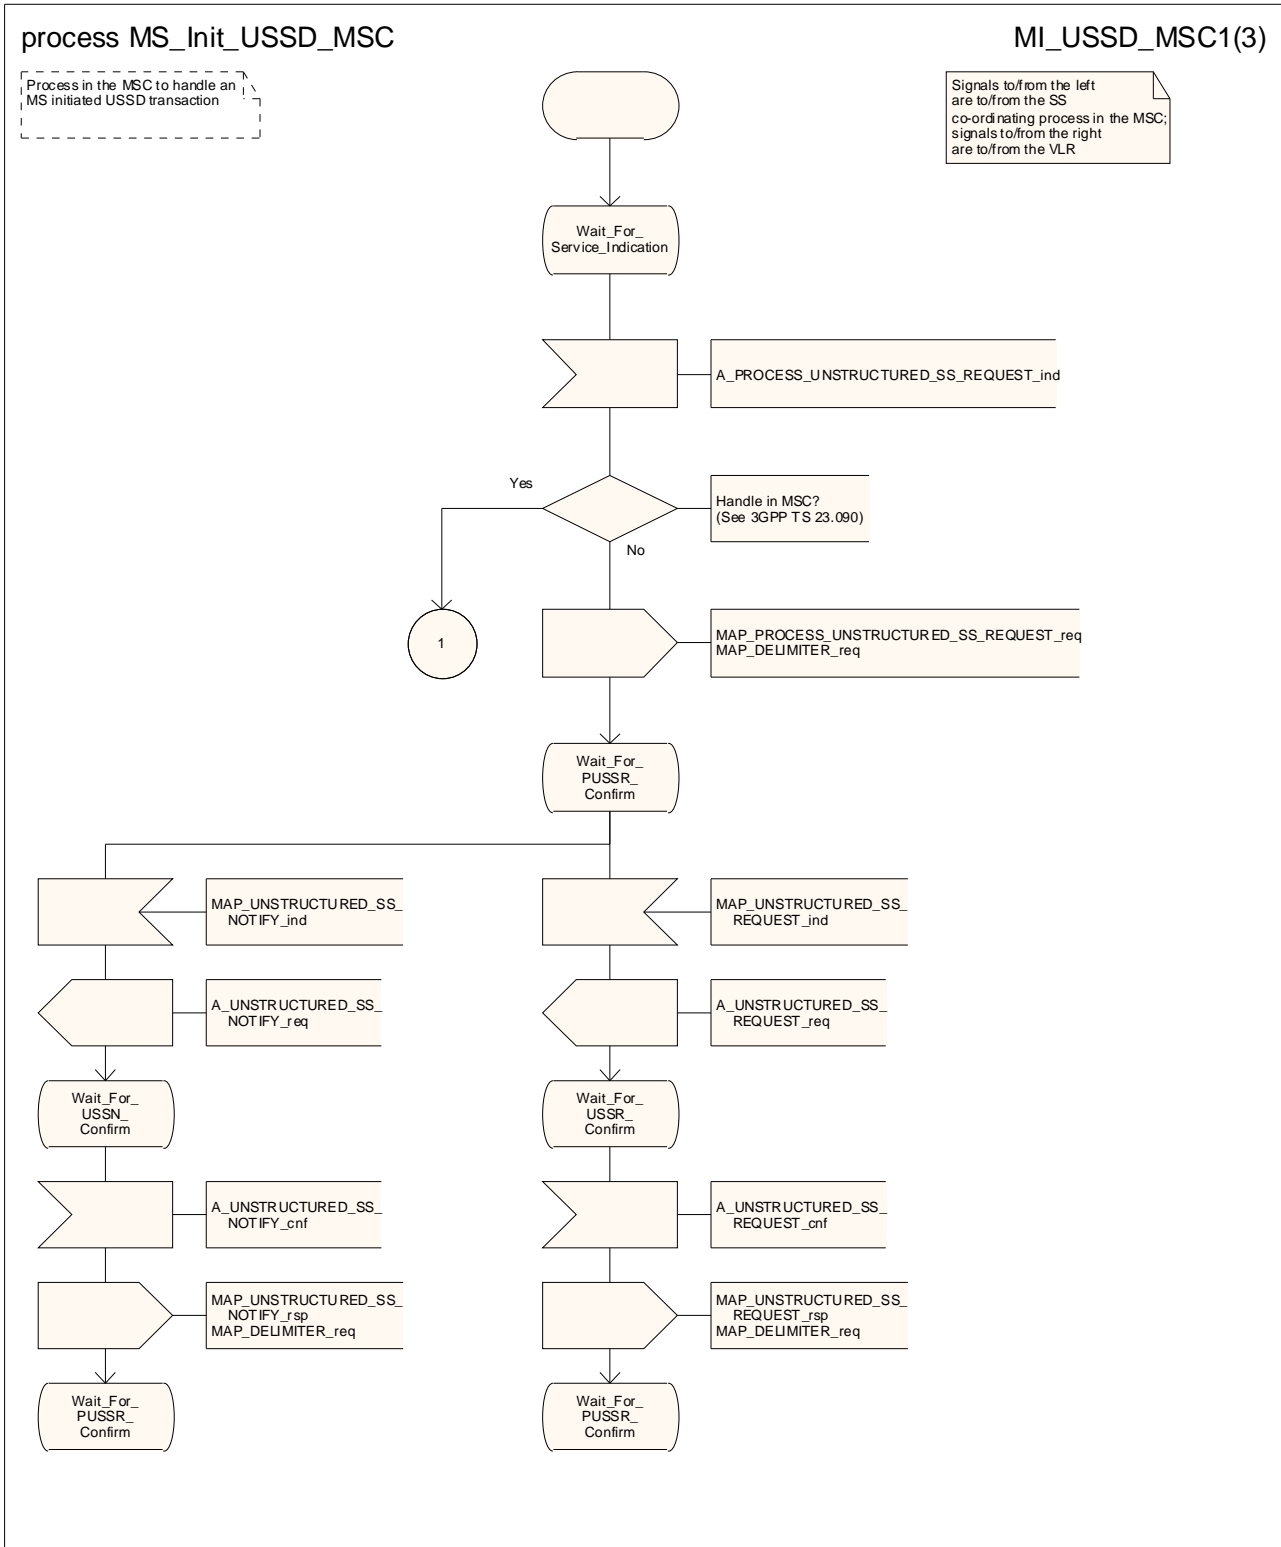 process MS_Init_USSD_MSC
MI_USSD_MSC1(3)
Process in the MSC to handle an
MS initiated USSD transaction
Signals to/from the left
are to/from the SS
co-ordinating process in the MSC;
signals to/from the right
are to/from the VLR
Wait_For_
Service_Indication
A_PROCESS_UNSTRUCTURED_SS_REQUEST_ind
Yes
Handle in MSC?
(See 3GPP TS 23.090)
No
1
MAP_PROCESS_UNSTRUCTURED_SS_REQUEST_req
MAP_DELIMITER_req
Wait_For_
PUSSR_
Confirm
MAP_UNSTRUCTURED_SS_
NOTIFY_ind
MAP_UNSTRUCTURED_SS_
REQUEST_ind
A_UNSTRUCTURED_SS_
NOTIFY_req
A_UNSTRUCTURED_SS_
REQUEST_req
Wait_For_
USSN_
Confirm
Wait_For_
USSR_
Confirm
A_UNSTRUCTURED_SS_
NOTIFY_cnf
A_UNSTRUCTURED_SS_
REQUEST_cnf
MAP_UNSTRUCTURED_SS_
NOTIFY_rsp
MAP_DELIMITER_req
MAP_UNSTRUCTURED_SS_
REQUEST_rsp
MAP_DELIMITER_req
Wait_For_
PUSSR_
Confirm
Wait_For_
PUSSR_
Confirm